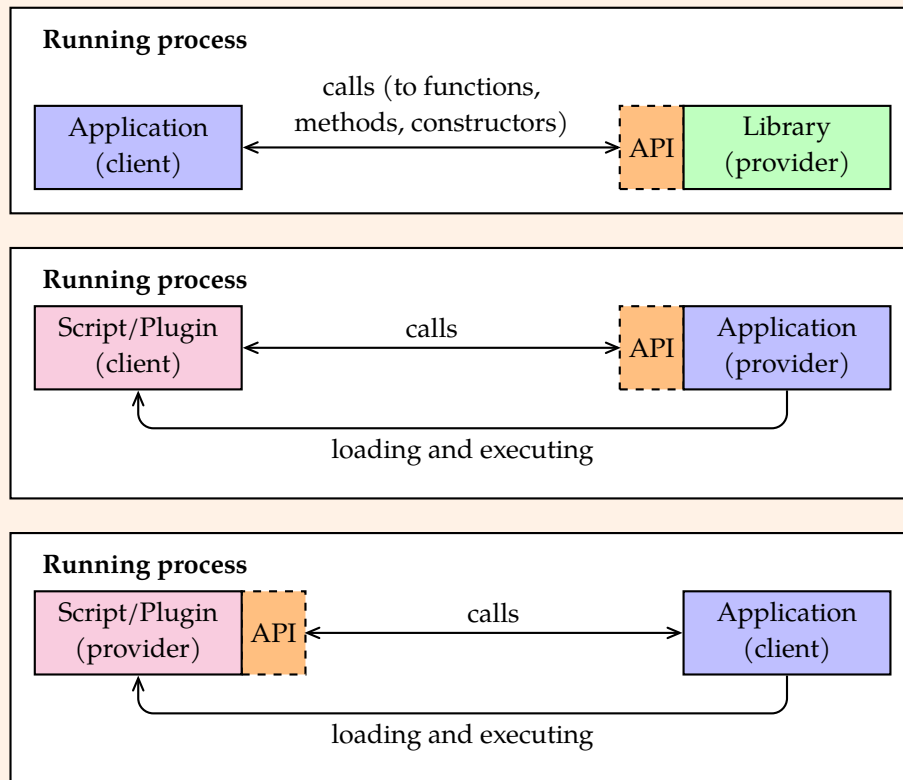 Running process
calls (to functions,
methods, constructors)
Application
(client)
API
Library
(provider)
Running process
Script/Plugin
(client)
calls
API
Application
(provider)
loading and executing
Running process
Script/Plugin
(provider)
API
calls
Application
(client)
loading and executing